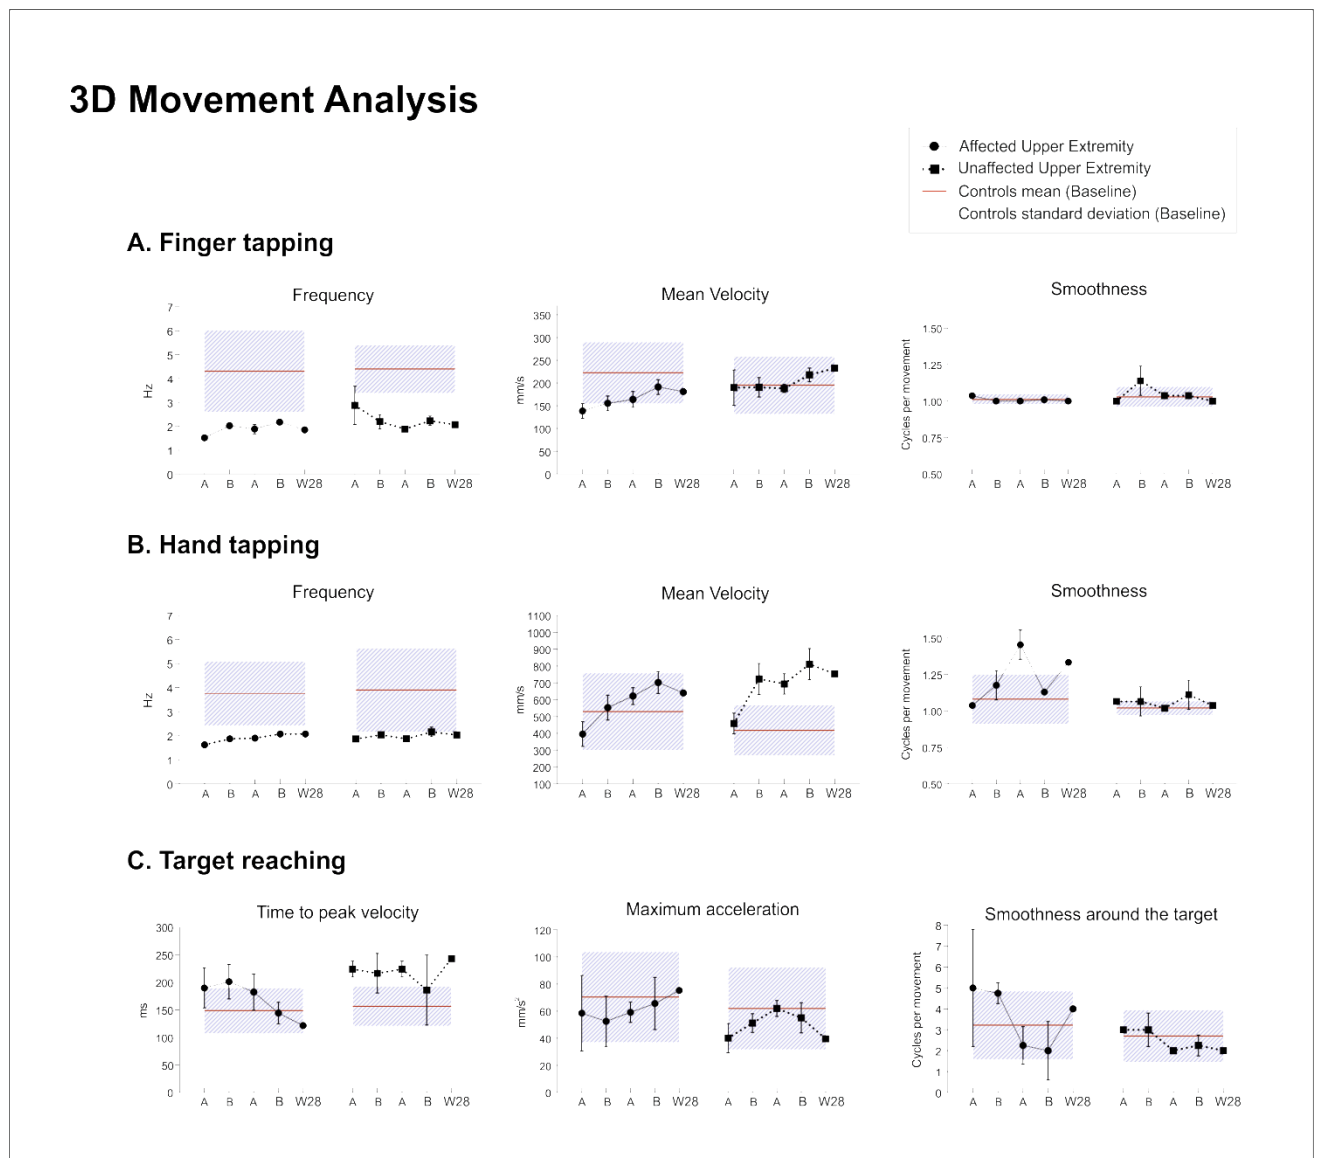 3D Movement Analysis
Affected Upper Extremity
Unaffected Upper Extremity
Controls mean (Baseline)
Controls standard deviation (Baseline)
A. Finger tapping
Frequency
7
6
5
4
3
2
1
0
Hz
A B A B W28
A B A B W28
Mean Velocity
350
300
250
200
150
100
50
0
mm/s
A B A B W28
A B A B W28
Smoothness
1.50
1.25
1.00
0.75
0.50
Cycles per movement
A B A B W28
A B A B W28
B. Hand tapping
Frequency
7
6
5
4
3
2
1
0
Hz
A B A B W28
A B A B W28
Mean Velocity
1100
1000
900
800
700
600
500
400
300
200
100
mm/s
A B A B W28
A B A B W28
Smoothness
1.50
1.25
1.00
0.75
0.50
Cycles per movement
A B A B W28
A B A B W28
C. Target reaching
Time to peak velocity
300
250
200
150
100
50
0
ms
A B A B W28
A B A B W28
Maximum acceleration
120
100
80
60
40
20
0
mm/s²
A B A B W28
A B A B W28
Smoothness around the target
8
7
6
5
4
3
2
1
0
Cycles per movement
A B A B W28
A B A B W28